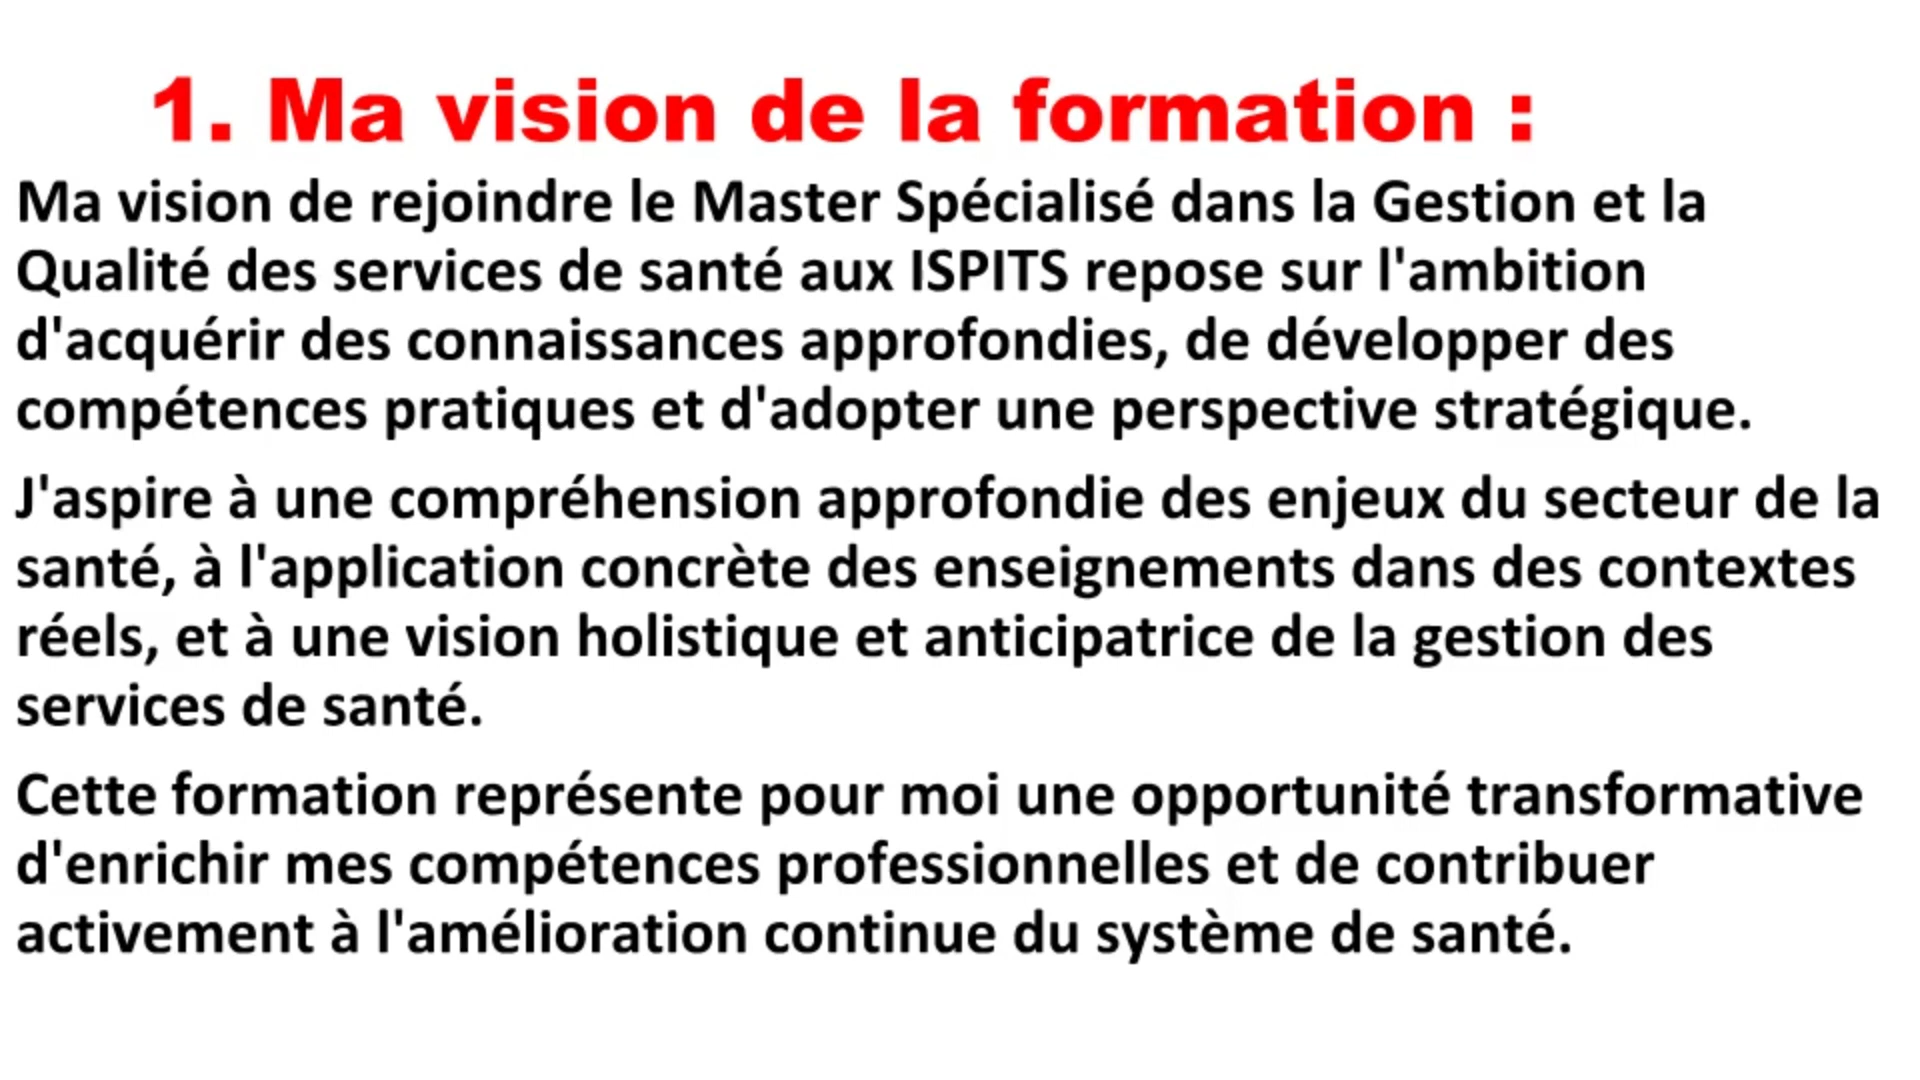 1. Ma vision de la formation :
Ma vision de rejoindre le Master Spécialisé dans la Gestion et la
Qualité des services de santé aux ISPITS repose sur l'ambition
d'acquérir des connaissances approfondies, de développer des
compétences pratiques et d'adopter une perspective stratégique.
J'aspire à une compréhension approfondie des enjeux du secteur de la
santé, à l'application concrète des enseignements dans des contextes
réels, et à une vision holistique et anticipatrice de la gestion des
services de santé.
Cette formation représente pour moi une opportunité transformative
d'enrichir mes compétences professionnelles et de contribuer
activement à l'amélioration continue du système de santé.